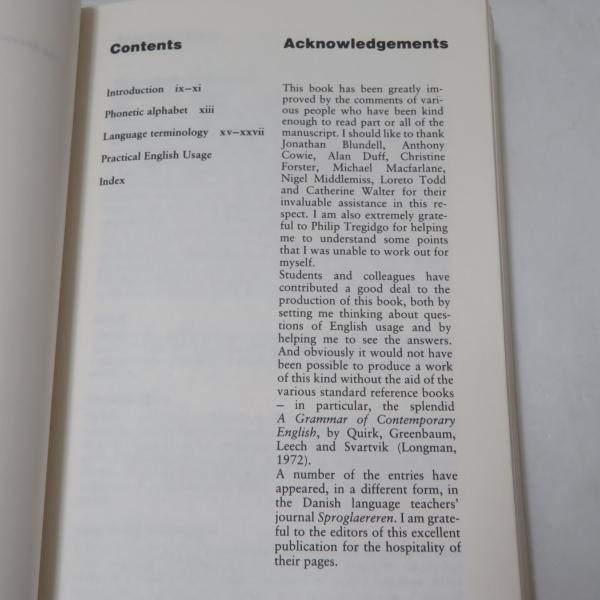 Contents
Introduction ix–xi
Phonetic alphabet xiii
Language terminology xv–xxvii
Practical English Usage
Index
Acknowledgements
This book has been greatly im-
proved by the comments of vari-
ous people who have been kind
enough to read part or all of the
manuscript. I should like to thank
Jonathan Blundell, Anthony
Cowie, Alan Duff, Christine
Forster, Michael Macfarlane,
Nigel Middlemiss, Loreto Todd
and Catherine Walter for their
invaluable assistance in this re-
spect. I am also extremely grate-
ful to Philip Tregidgo for helping
me to understand some points
that I was unable to work out for
myself.
Students and colleagues have
contributed a good deal to the
production of this book, both by
setting me thinking about ques-
tions of English usage and by
helping me to see the answers.
And obviously it would not have
been possible to produce a work
of this kind without the aid of the
various standard reference books
– in particular, the splendid
A Grammar of Contemporary
English, by Quirk, Greenbaum,
Leech and Svartvik (Longman,
1972).
A number of the entries have
appeared, in a different form, in
the Danish language teachers'
journal Sproglaereren. I am grate-
ful to the editors of this excellent
publication for the hospitality of
their pages.